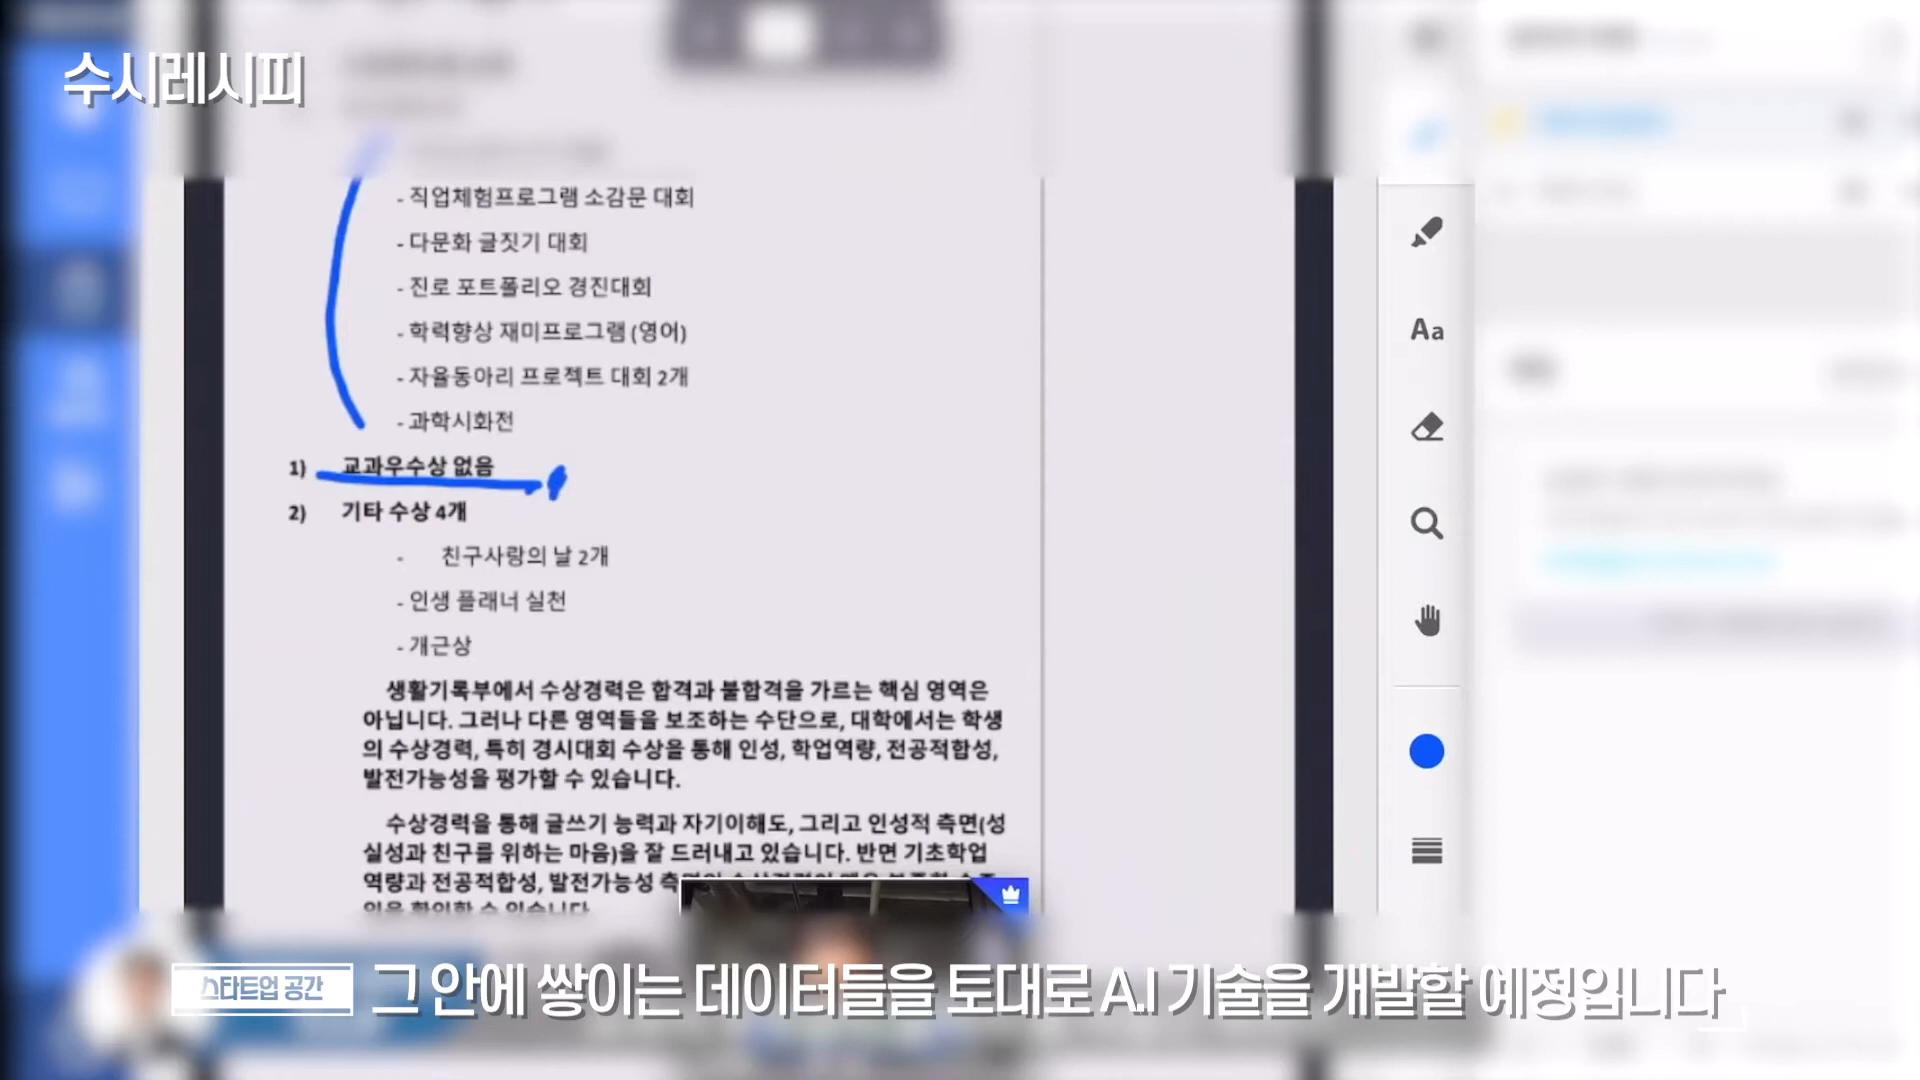 수시레시피
- 직업체험프로그램 소감문 대회
- 다문화 글짓기 대회
- 진로 포트폴리오 경진대회
- 학력향상 재미프로그램 (영어)
- 자율동아리 프로젝트 대회 2개
- 과학시화전
1) 교과우수상 없음
2) 기타 수상 4개
- 친구사랑의 날 2개
- 인생 플래너 실천
- 개근상
생활기록부에서 수상경력은 합격과 불합격을 가르는 핵심 영역은
아닙니다. 그러나 다른 영역들을 보조하는 수단으로, 대학에서는 학생
의 수상경력, 특히 경시대회 수상을 통해 인성, 학업역량, 전공적합성,
발전가능성을 평가할 수 있습니다.
수상경력을 통해 글쓰기 능력과 자기이해도, 그리고 인성적 측면(성
실성과 친구를 위하는 마음)을 잘 드러내고 있습니다. 반면 기초학업
역량과 전공적합성, 발전가능성
Aa
스타트업 공간 그 안에 쌓이는 데이터들을 토대로 A.I 기술을 개발할 예정입니다